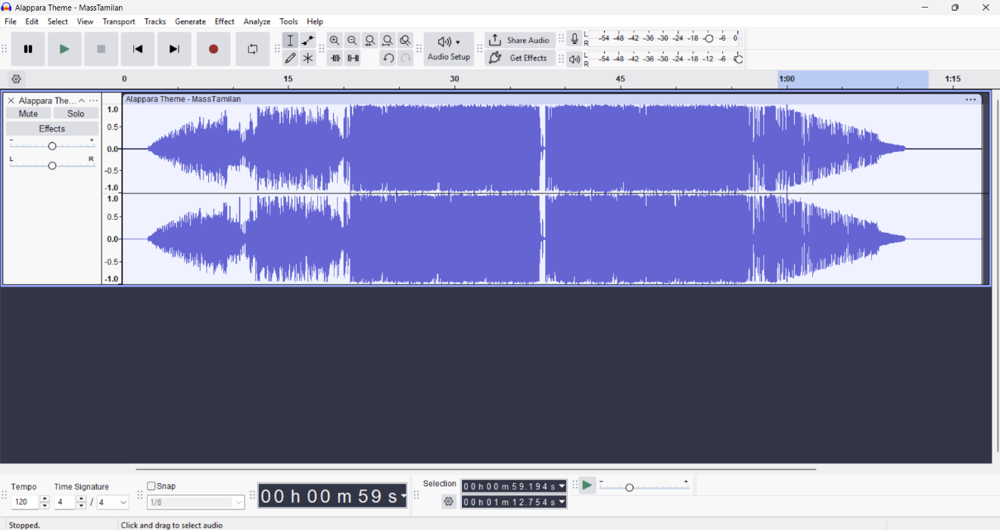 Alappara Theme - MassTamilan
File Edit Select View Transport Tracks Generate Effect Analyze Tools Help
Audio Setup
Share Audio
Get Effects
L R -54 -48 -42 -36 -30 -24 -18 -6 0
L R -54 -48 -42 -36 -30 -24 -18 -12 -6
0 15 30 45 1:00 1:15
Alappara The...
Mute Solo
Effects
- +
L R
1.0
0.5
0.0
-0.5
-1.0
1.0
0.5
0.0
-0.5
-1.0
Alappara Theme - MassTamilan
Tempo
120
Time Signature
4 / 4
Snap
1/8
00 h 00 m 59 s
Selection
00 h 00 m 59.194 s
00 h 01 m 12.754 s
- +
Stopped.
Click and drag to select audio